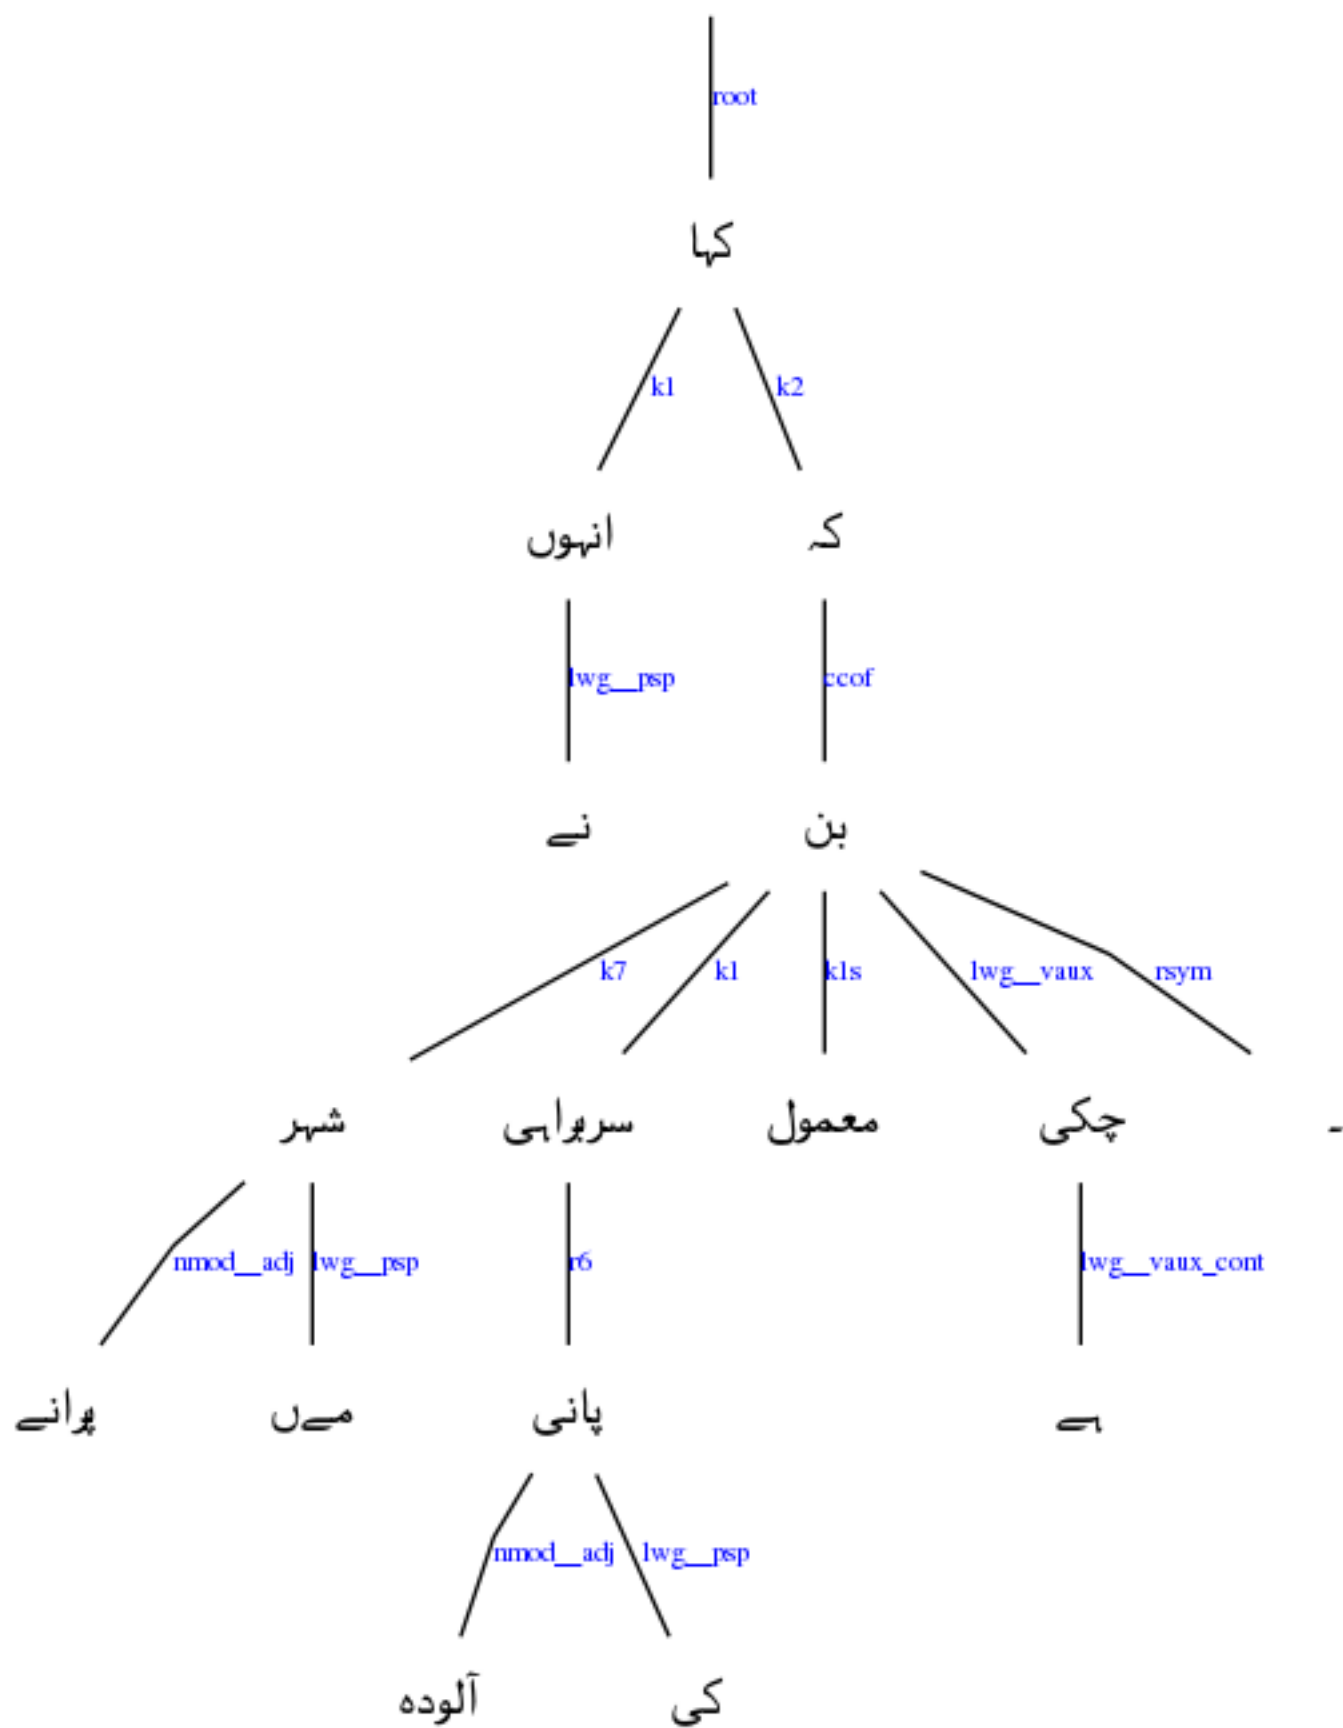 root
کہا
k1 k2
انہوں کہ
lwg__psp ccof
نے بن
k7 k1 k1s lwg__vaux rsym
شہر سربراہی معمول چکی ۔
nmod__adj lwg__psp r6 lwg__vaux_cont
پرانے مےں پانی ہے
nmod__adj lwg__psp
آلودہ کی